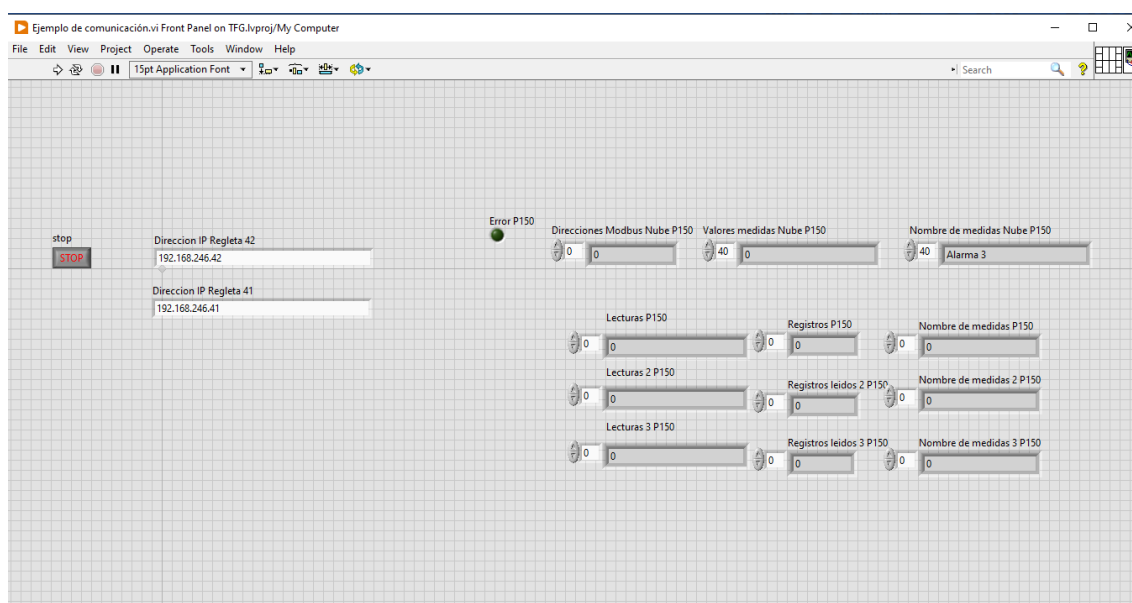 Ejemplo de comunicación.vi Front Panel on TFG.lvproj/My Computer
File Edit View Project Operate Tools Window Help
15pt Application Font
Search
Error P150
stop
STOP
Direccion IP Regleta 42
192.168.246.42
Direccion IP Regleta 41
192.168.246.41
Direcciones Modbus Nube P150
0
0
Valores medidas Nube P150
40
0
Nombre de medidas Nube P150
40
Alarma 3
Lecturas P150
0
0
Registros P150
0
0
Nombre de medidas P150
0
0
Lecturas 2 P150
0
0
Registros leidos 2 P150
0
0
Nombre de medidas 2 P150
0
0
Lecturas 3 P150
0
0
Registros leidos 3 P150
0
0
Nombre de medidas 3 P150
0
0